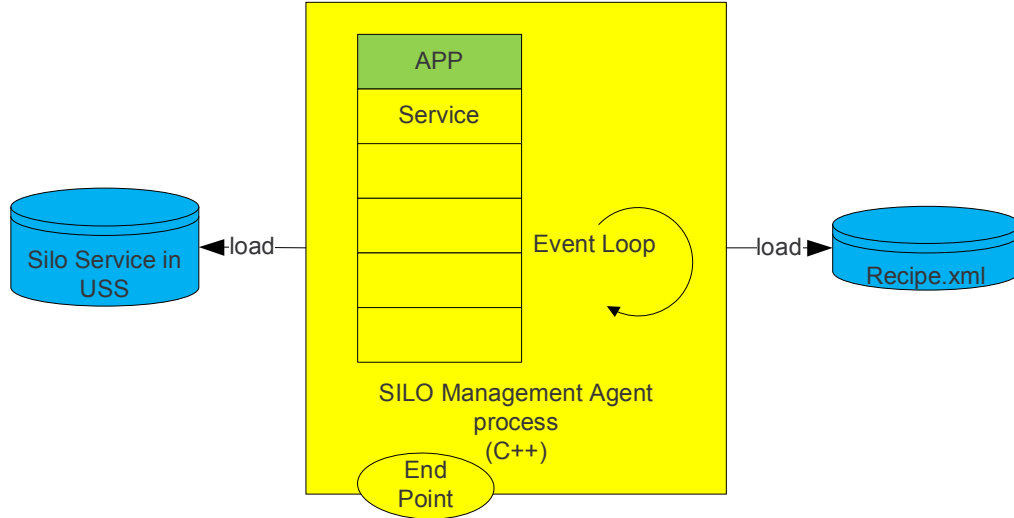 APP
Service
Silo Service in
USS
load
Event Loop
load
Recipe.xml
SILO Management Agent
process
(C++)
End
Point